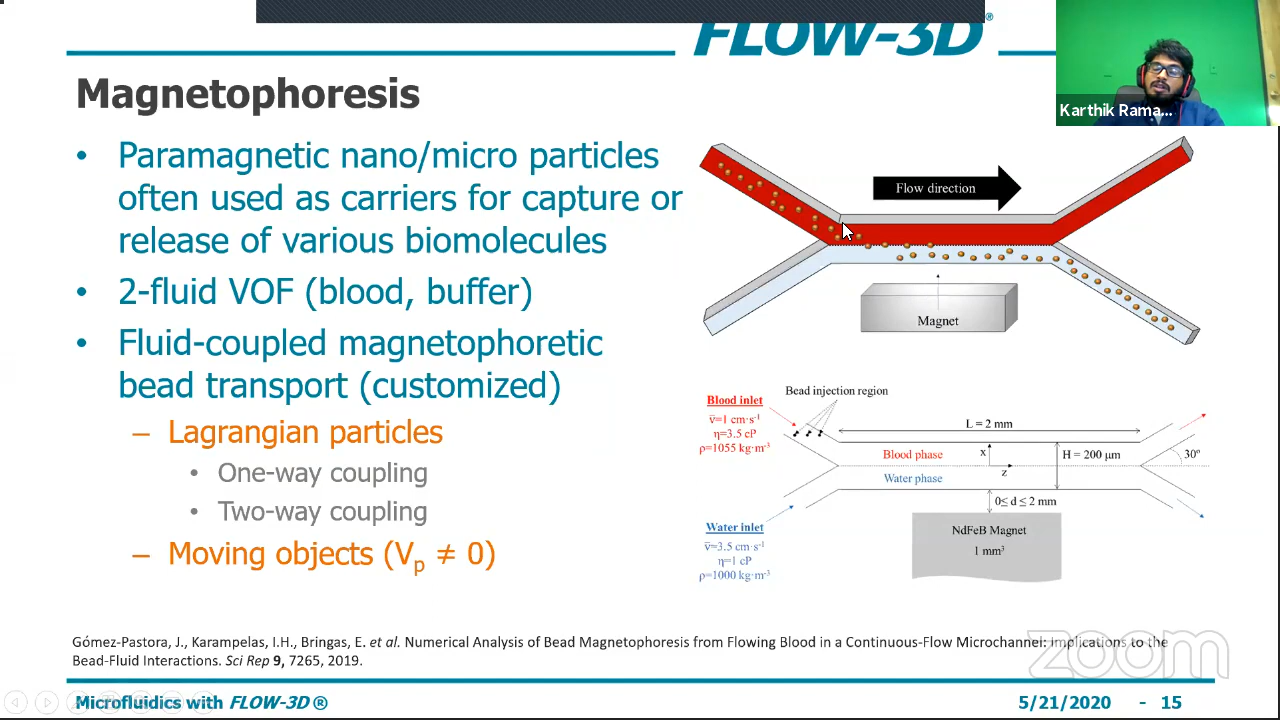 FLOW-3D®
Karthik Rama...
Magnetophoresis
• Paramagnetic nano/micro particles
often used as carriers for capture or
release of various biomolecules
• 2-fluid VOF (blood, buffer)
• Fluid-coupled magnetophoretic
bead transport (customized)
– Lagrangian particles
• One-way coupling
• Two-way coupling
– Moving objects (Vp ≠ 0)
Flow direction
Magnet
Bead injection region
Blood inlet
v̅=1 cm·s⁻¹
η=3.5 cP
ρ=1055 kg·m⁻³
L = 2 mm
Blood phase
x
H = 200 μm
30º
z
Water phase
0≤ d ≤ 2 mm
Water inlet
v̅=3.5 cm·s⁻¹
η=1 cP
ρ=1000 kg·m⁻³
NdFeB Magnet
1 mm³
Gómez-Pastora, J., Karampelas, I.H., Bringas, E. et al. Numerical Analysis of Bead Magnetophoresis from Flowing Blood in a Continuous-Flow Microchannel: Implications to the
Bead-Fluid Interactions. Sci Rep 9, 7265, 2019.
zoom
Microfluidics with FLOW-3D ®
5/21/2020 - 15